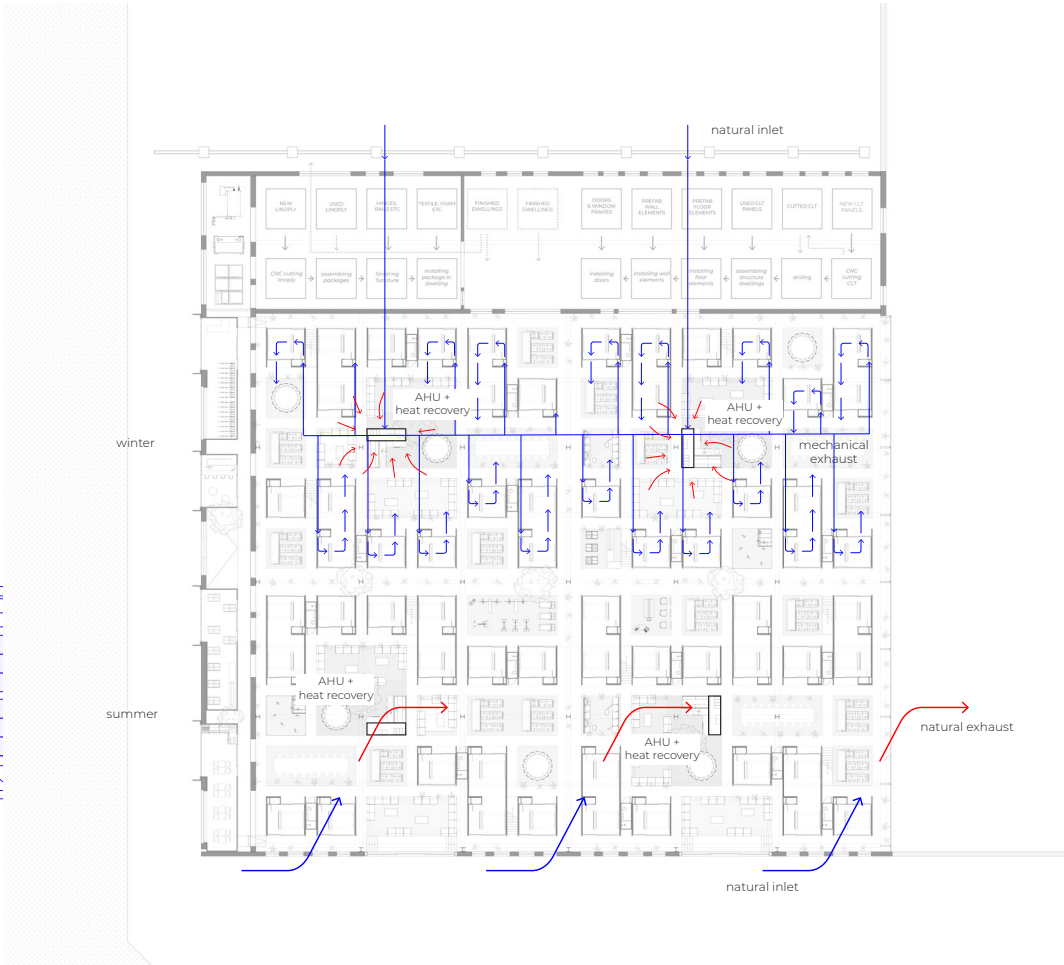 natural inlet
NEW
LINOPLY
USED
LINOPLY
HINGES,
RAILS ETC
TEXTILE, FOAM
ETC.
FINISHED
DWELLINGS
FINISHED
DWELLINGS
DOORS
& WINDOW
FRAMES
PREFAB
WALL
ELEMENTS
PREFAB
FLOOR
ELEMENTS
USED CLT
PANELS
CUTTED CLT
NEW CLT
PANELS
CNC cutting
linoply
assembling
packages
finishing
furniture
installing
package in
dwelling
installing
doors
installing wall
elements
installing
floor
elements
assembling
structure
dwellings
drilling
CNC
cutting
CLT
AHU +
heat recovery
AHU +
heat recovery
winter
mechanical
exhaust
AHU +
heat recovery
summer
natural exhaust
AHU +
heat recovery
natural inlet